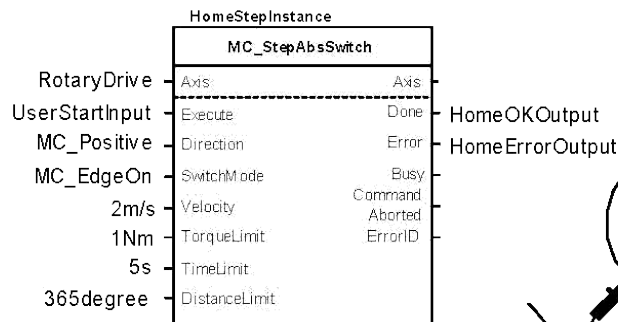 HomeStepInstance
MC_StepAbsSwitch
RotaryDrive Axis Axis
UserStartInput Execute Done HomeOKOutput
MC_Positive Direction Error HomeErrorOutput
MC_EdgeOn SwitchMode Busy
2m/s Velocity Command Aborted
1Nm TorqueLimit ErrorID
5s TimeLimit
365degree DistanceLimit